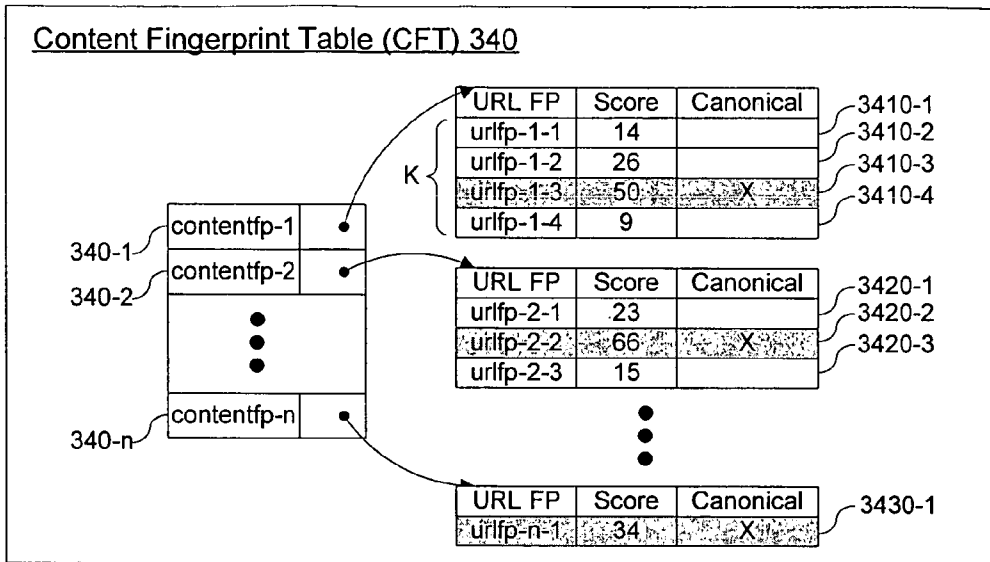 Content Fingerprint Table (CFT) 340
URL FP Score Canonical
urlfp-1-1 14 3410-1
urlfp-1-2 26 3410-2
urlfp-1-3 50 X 3410-3
urlfp-1-4 9 3410-4
K
contentfp-1
340-1
contentfp-2
340-2
contentfp-n
340-n
URL FP Score Canonical
urlfp-2-1 23 3420-1
urlfp-2-2 66 X 3420-2
urlfp-2-3 15 3420-3
URL FP Score Canonical
urlfp-n-1 34 X 3430-1